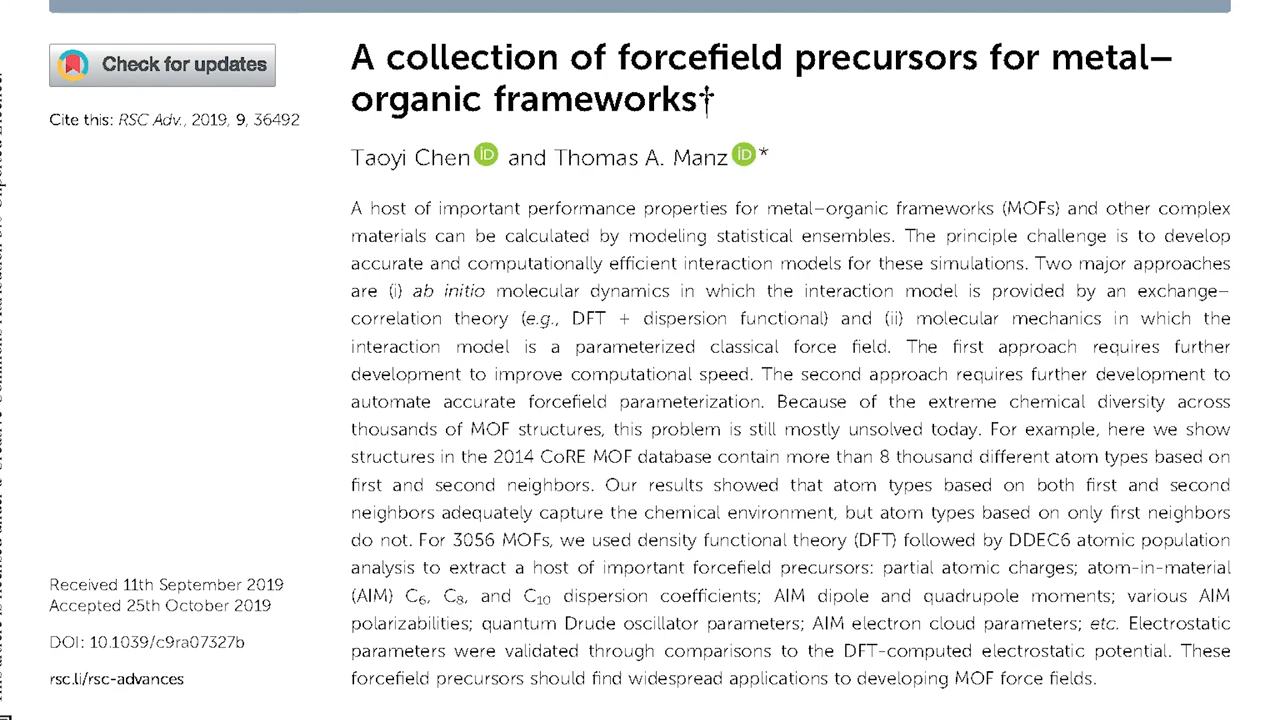 Check for updates
Cite this: RSC Adv., 2019, 9, 36492
A collection of forcefield precursors for metal–
organic frameworks†
Taoyi Chen iD and Thomas A. Manz iD *
A host of important performance properties for metal–organic frameworks (MOFs) and other complex
materials can be calculated by modeling statistical ensembles. The principle challenge is to develop
accurate and computationally efficient interaction models for these simulations. Two major approaches
are (i) ab initio molecular dynamics in which the interaction model is provided by an exchange–
correlation theory (e.g., DFT + dispersion functional) and (ii) molecular mechanics in which the
interaction model is a parameterized classical force field. The first approach requires further
development to improve computational speed. The second approach requires further development to
automate accurate forcefield parameterization. Because of the extreme chemical diversity across
thousands of MOF structures, this problem is still mostly unsolved today. For example, here we show
structures in the 2014 CoRE MOF database contain more than 8 thousand different atom types based on
first and second neighbors. Our results showed that atom types based on both first and second
neighbors adequately capture the chemical environment, but atom types based on only first neighbors
do not. For 3056 MOFs, we used density functional theory (DFT) followed by DDEC6 atomic population
analysis to extract a host of important forcefield precursors: partial atomic charges; atom-in-material
(AIM) C₆, C₈, and C₁₀ dispersion coefficients; AIM dipole and quadrupole moments; various AIM
polarizabilities; quantum Drude oscillator parameters; AIM electron cloud parameters; etc. Electrostatic
parameters were validated through comparisons to the DFT-computed electrostatic potential. These
forcefield precursors should find widespread applications to developing MOF force fields.
Received 11th September 2019
Accepted 25th October 2019
DOI: 10.1039/c9ra07327b
rsc.li/rsc-advances